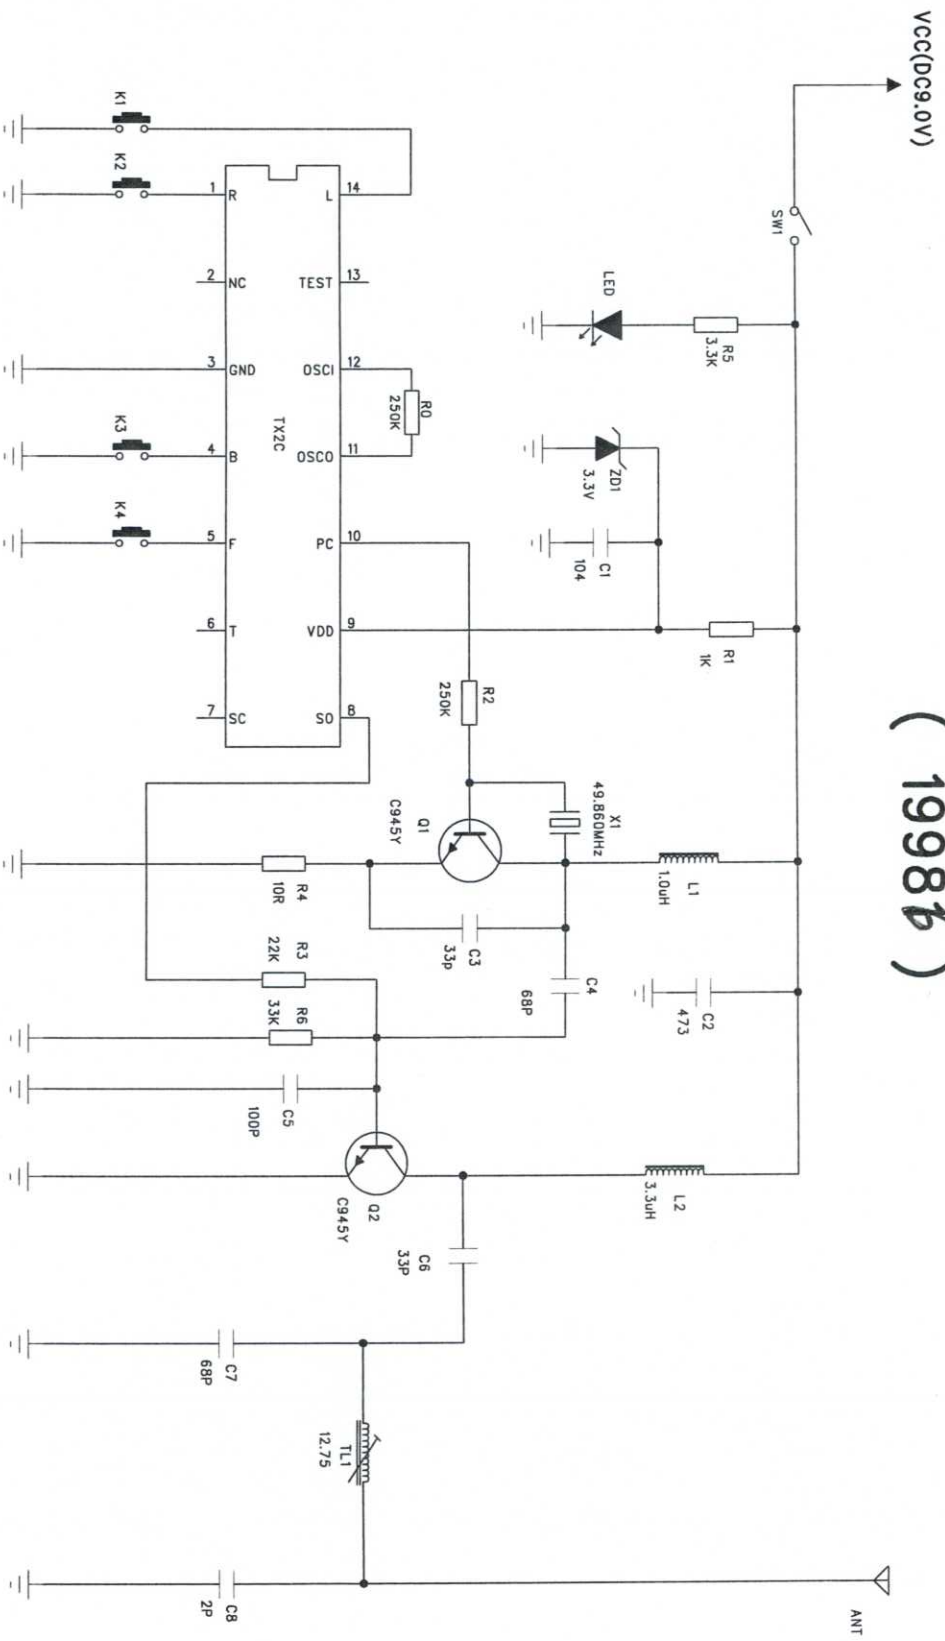 VCC(DC9.0V)
( 1998b )
SW1
LED
R5
3.3K
ZD1
3.3V
C1
104
R1
1K
K1
K2
K3
K4
1 R
2 NC
3 GND
4 B
5 F
6 T
7 SC
TX2C
L 14
TEST 13
OSCI 12
OSCO 11
PC 10
VDD 9
SO 8
R0
250K
R2
250K
X1
49.860MHz
Q1
C945Y
L1
1.0uH
R4
10R
C3
33p
C4
68P
C2
473
R3
22K
R6
33K
C5
100P
Q2
C945Y
L2
3.3uH
C6
33P
C7
68P
TL1
12.75
C8
2P
ANT